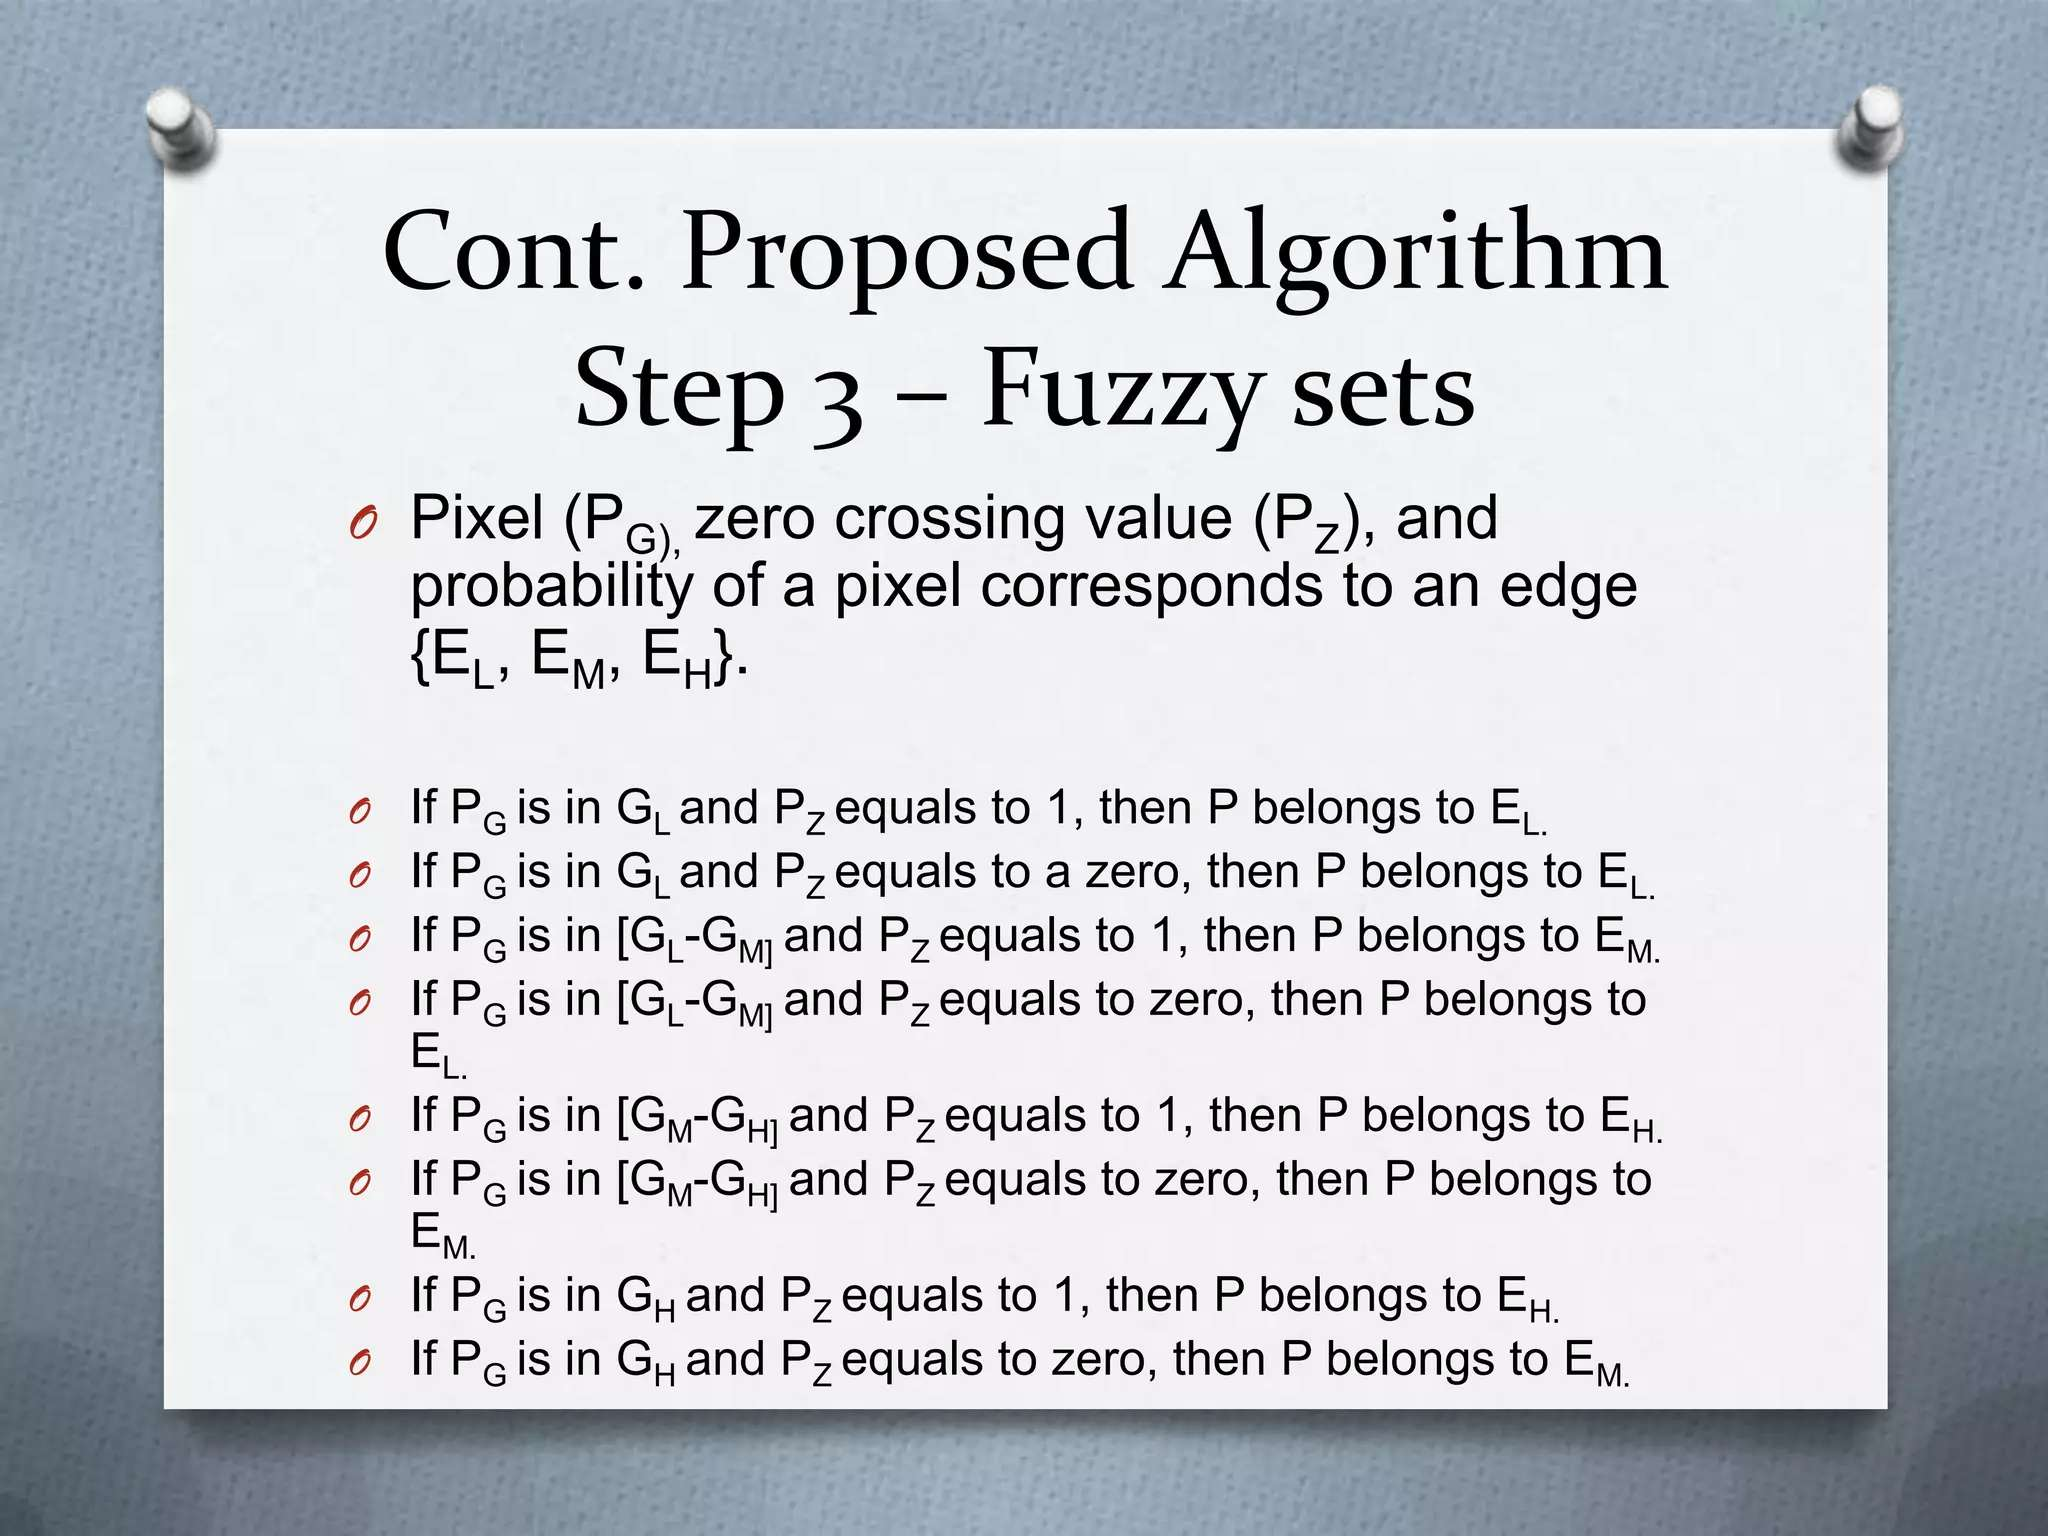 Cont. Proposed Algorithm
Step 3 – Fuzzy sets
O Pixel (PG), zero crossing value (PZ), and
probability of a pixel corresponds to an edge
{EL, EM, EH}.
O If PG is in GL and PZ equals to 1, then P belongs to EL.
O If PG is in GL and PZ equals to a zero, then P belongs to EL.
O If PG is in [GL-GM] and PZ equals to 1, then P belongs to EM.
O If PG is in [GL-GM] and PZ equals to zero, then P belongs to
EL.
O If PG is in [GM-GH] and PZ equals to 1, then P belongs to EH.
O If PG is in [GM-GH] and PZ equals to zero, then P belongs to
EM.
O If PG is in GH and PZ equals to 1, then P belongs to EH.
O If PG is in GH and PZ equals to zero, then P belongs to EM.